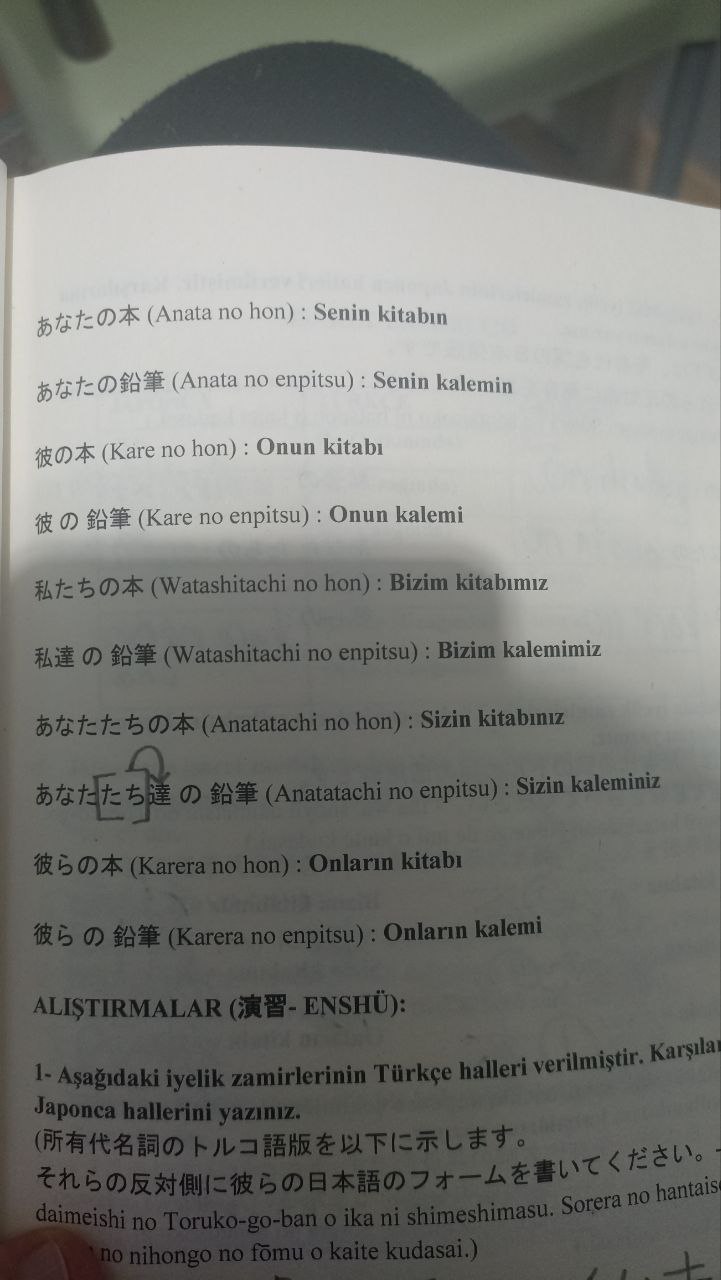 あなたの本 (Anata no hon) : Senin kitabın
あなたの鉛筆 (Anata no enpitsu) : Senin kalemin
彼の本 (Kare no hon) : Onun kitabı
彼 の 鉛筆 (Kare no enpitsu) : Onun kalemi
私たちの本 (Watashitachi no hon) : Bizim kitabımız
私達 の 鉛筆 (Watashitachi no enpitsu) : Bizim kalemimiz
あなたたちの本 (Anatatachi no hon) : Sizin kitabınız
あなたたち達 の 鉛筆 (Anatatachi no enpitsu) : Sizin kaleminiz
彼らの本 (Karera no hon) : Onların kitabı
彼ら の 鉛筆 (Karera no enpitsu) : Onların kalemi
ALIŞTIRMALAR (演習- ENSHÜ):
1- Aşağıdaki iyelik zamirlerinin Türkçe halleri verilmiştir.
Japonca hallerini yazınız.
(所有代名詞のトルコ語版を以下に示します。
それらの反対側に彼らの日本語のフォームを書いてください。
daimeishi no Toruko-go-ban o ika ni shimeshimasu. Sorera no
no nihongo no fōmu o kaite kudasai.)